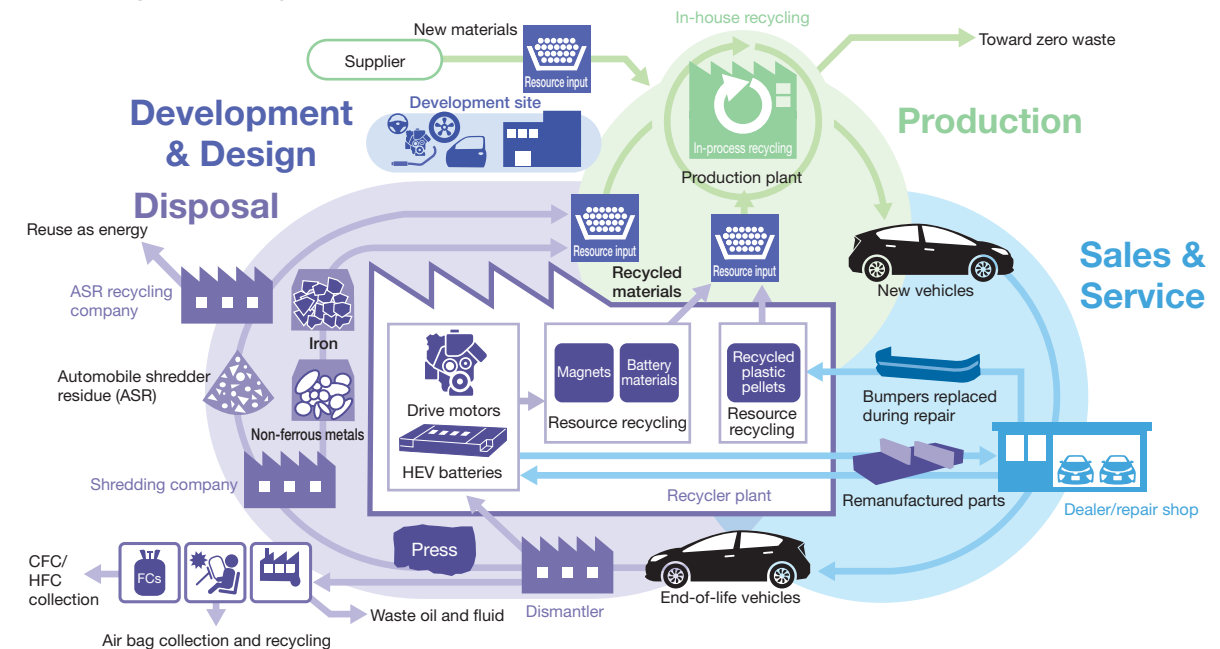 In-house recycling
New materials
Toward zero waste
Supplier
Resource input
Development site
Development
& Design
Production
In-process recycling
Production plant
Disposal
Reuse as energy
Resource input
Resource input
Recycled
materials
New vehicles
Sales &
Service
ASR recycling
company
Iron
Automobile shredder
residue (ASR)
Non-ferrous metals
Drive motors
HEV batteries
Magnets
Battery
materials
Resource recycling
Recycled
plastic
pellets
Resource
recycling
Bumpers replaced
during repair
Shredding company
Recycler plant
Remanufactured parts
Dealer/repair shop
Press
CFC/
HFC
collection
FCs
Waste oil and fluid
Dismantler
End-of-life vehicles
Air bag collection and recycling